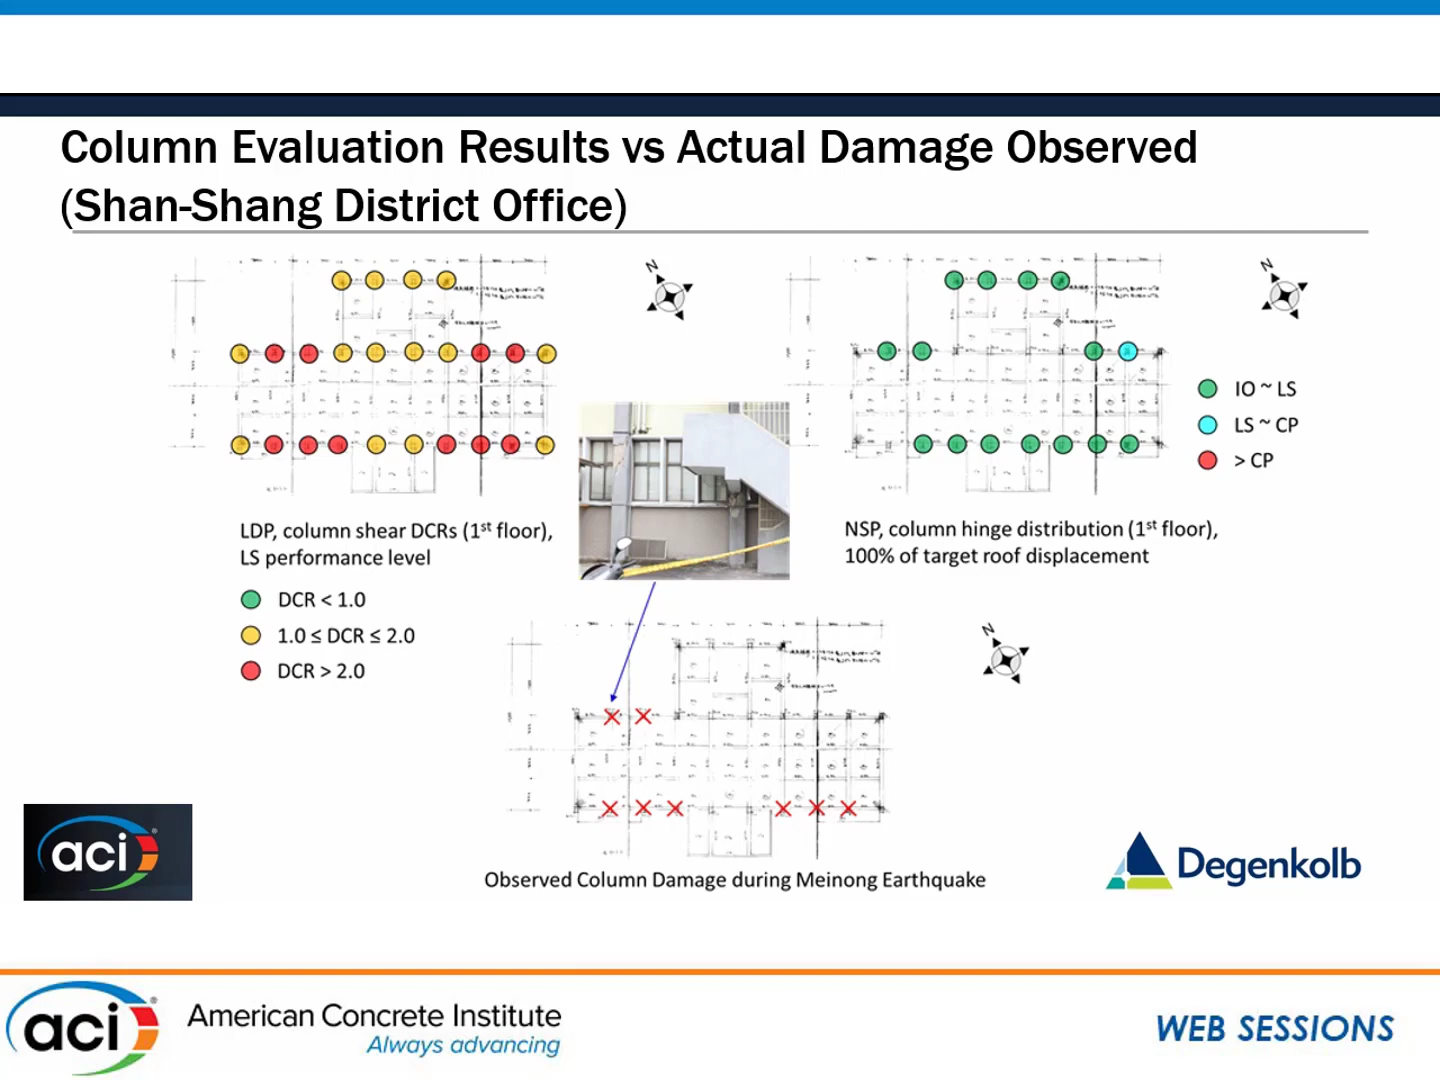 Column Evaluation Results vs Actual Damage Observed
(Shan-Shang District Office)
N
N
IO ~ LS
LS ~ CP
> CP
LDP, column shear DCRs (1st floor),
LS performance level
DCR < 1.0
1.0 ≤ DCR ≤ 2.0
DCR > 2.0
NSP, column hinge distribution (1st floor),
100% of target roof displacement
N
Observed Column Damage during Meinong Earthquake
aci
Degenkolb
aci
American Concrete Institute
Always advancing
WEB SESSIONS